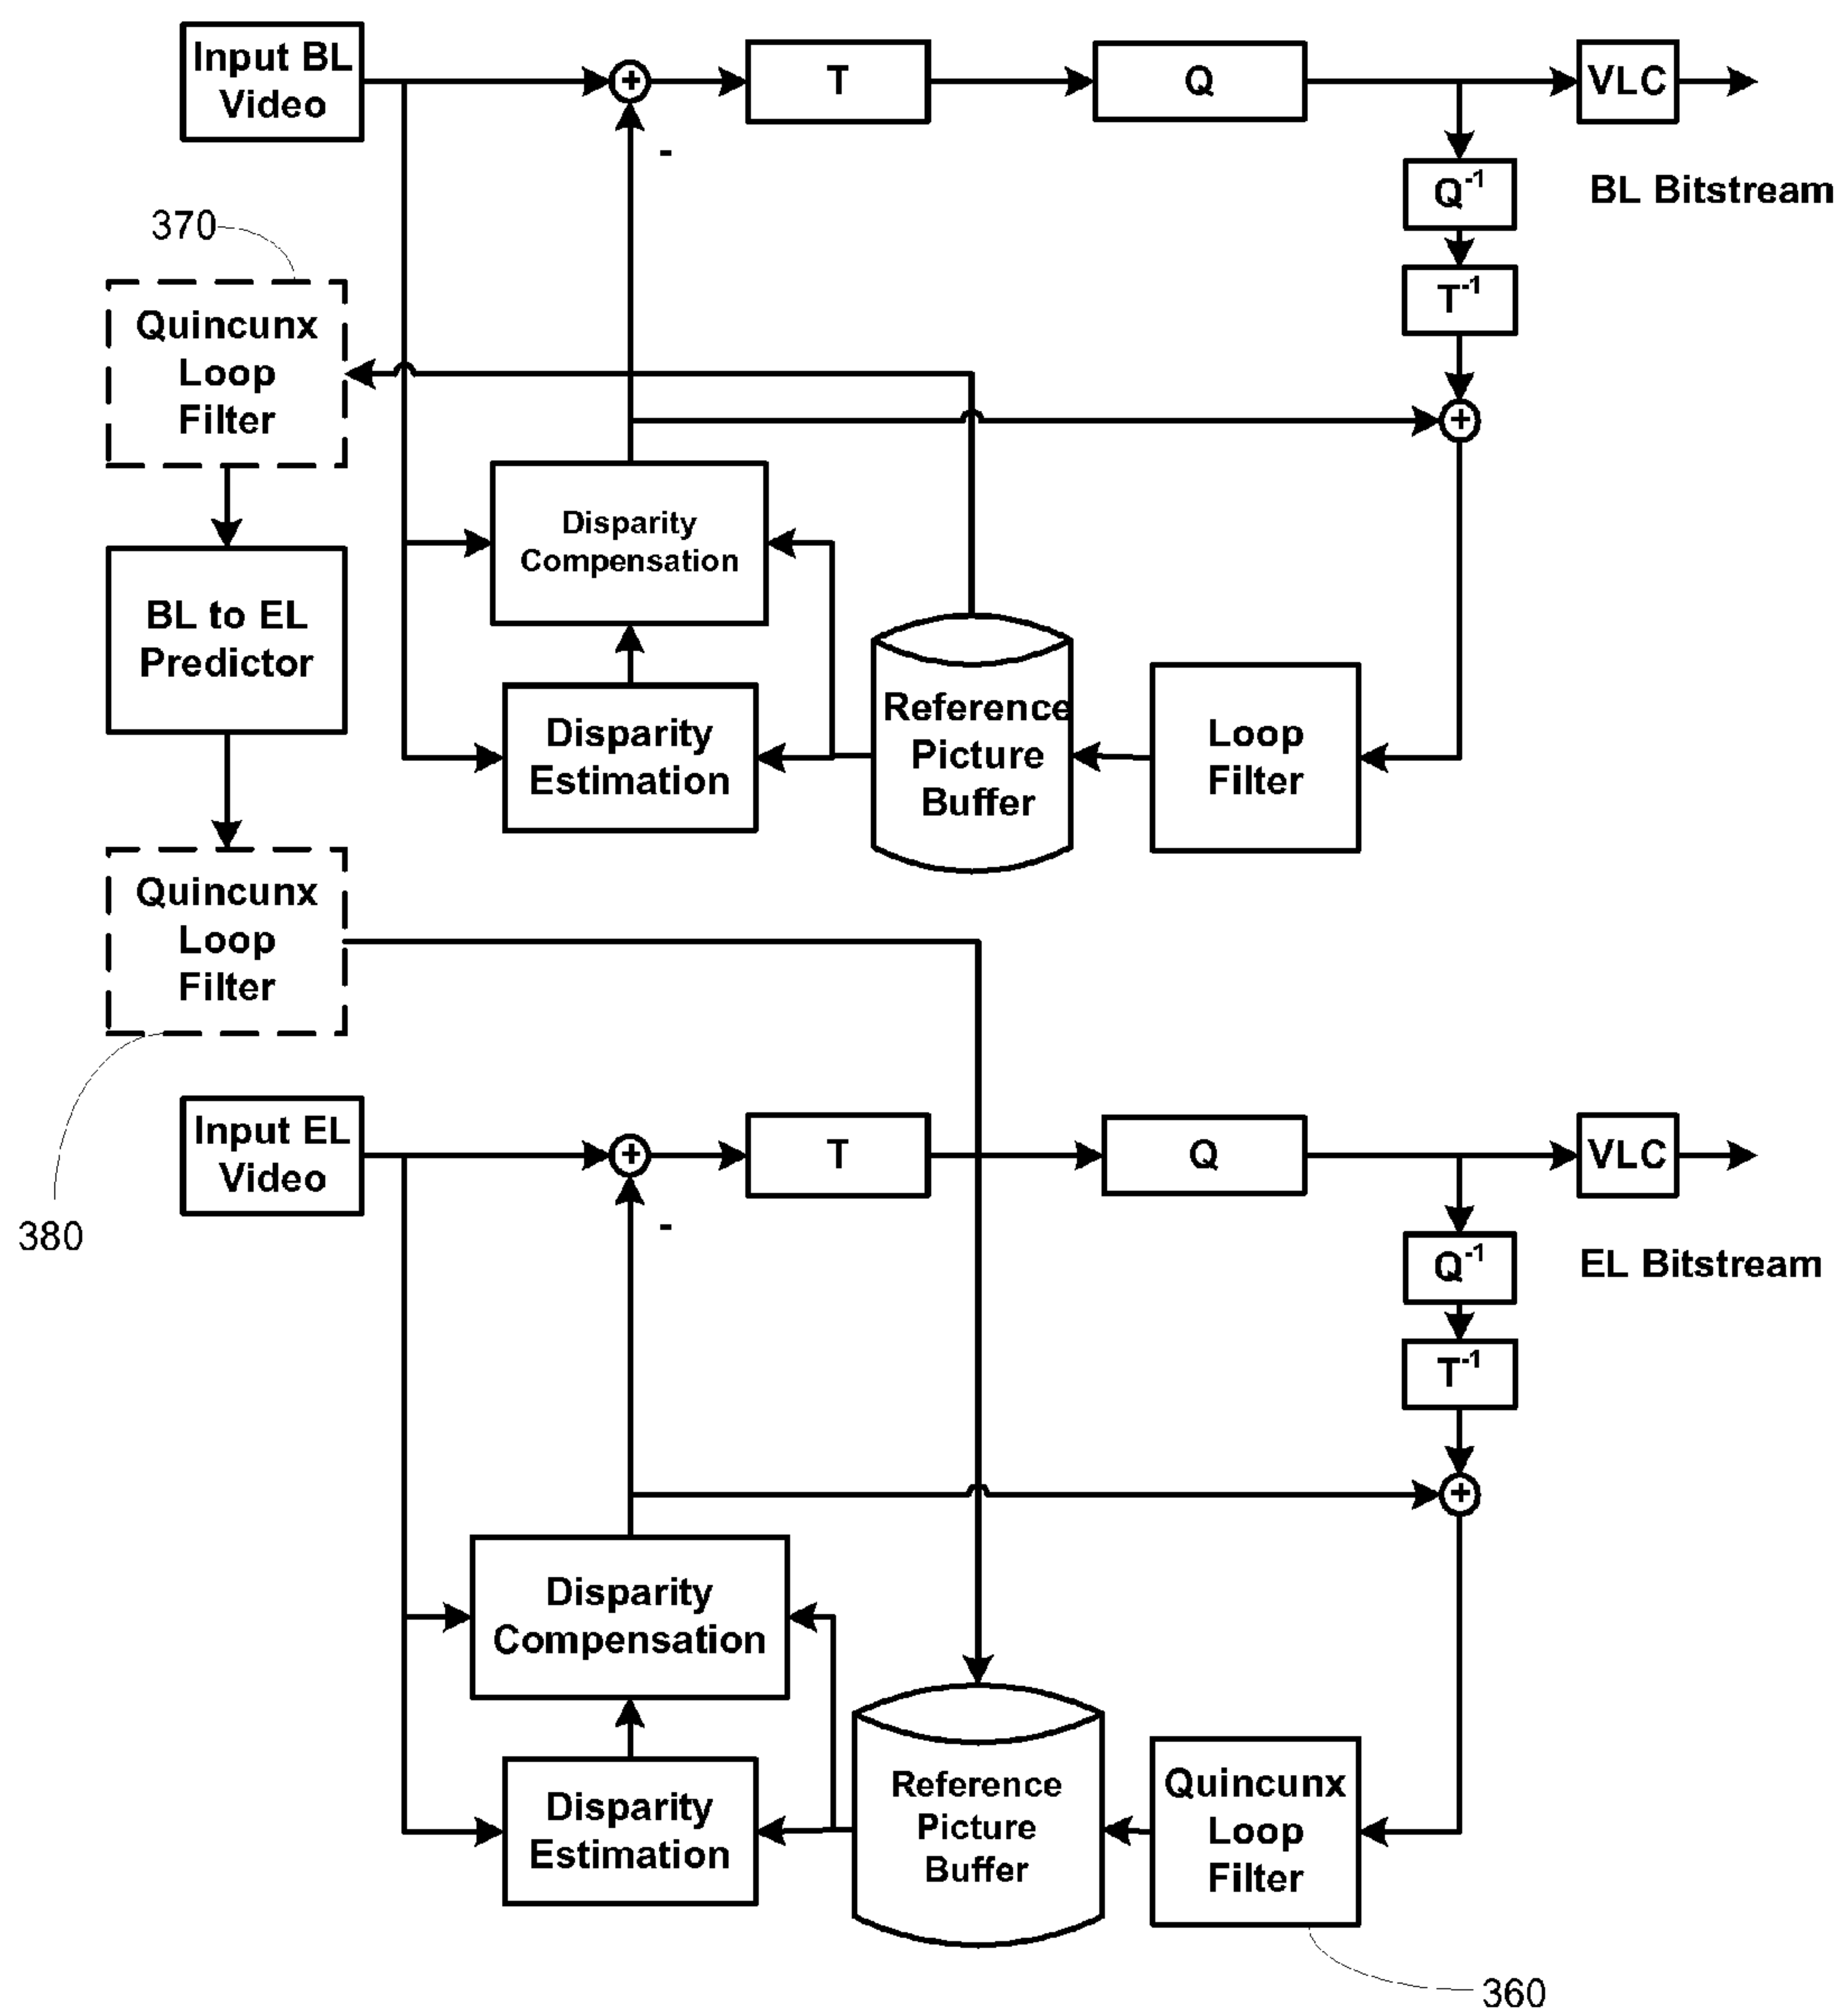 Input BL
Video
+
T
Q
VLC
-
Q-1
BL Bitstream
370
T-1
Quincunx
Loop
Filter
+
Disparity
Compensation
BL to EL
Predictor
Disparity
Estimation
Reference
Picture
Buffer
Loop
Filter
Quincunx
Loop
Filter
Input EL
Video
+
T
Q
VLC
-
380
Q-1
EL Bitstream
T-1
+
Disparity
Compensation
Disparity
Estimation
Reference
Picture
Buffer
Quincunx
Loop
Filter
360